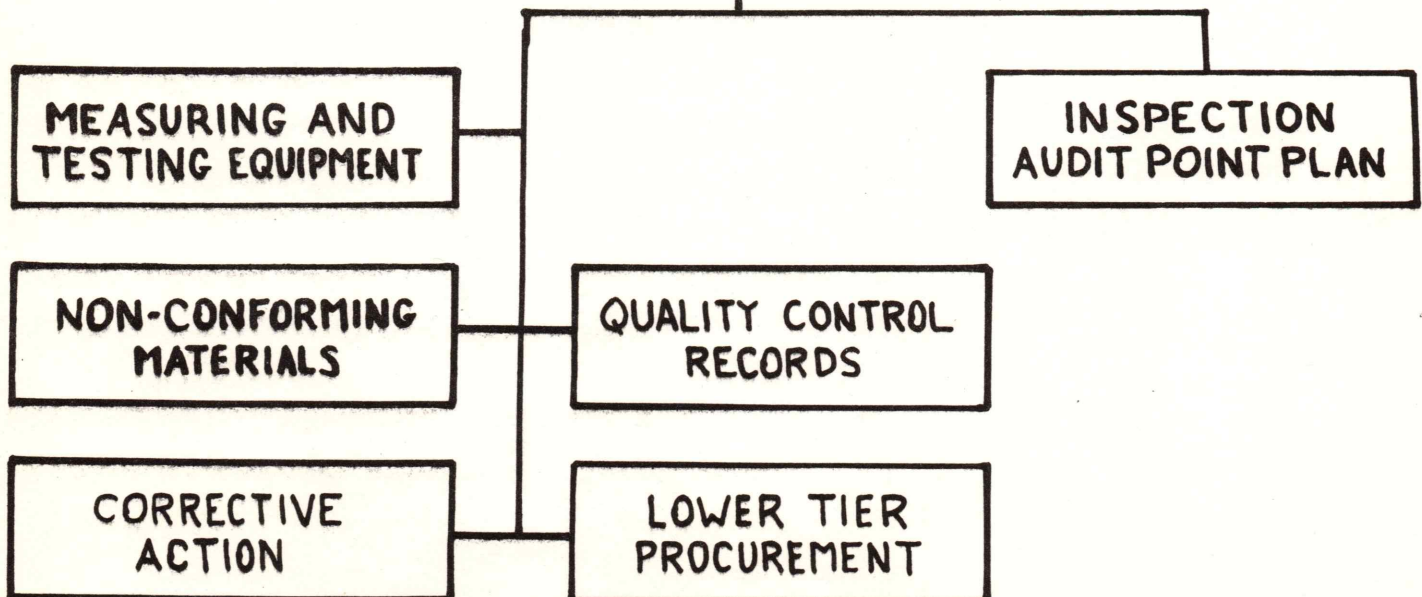 MEASURING AND
TESTING EQUIPMENT
INSPECTION
AUDIT POINT PLAN
NON-CONFORMING
MATERIALS
QUALITY CONTROL
RECORDS
CORRECTIVE
ACTION
LOWER TIER
PROCUREMENT